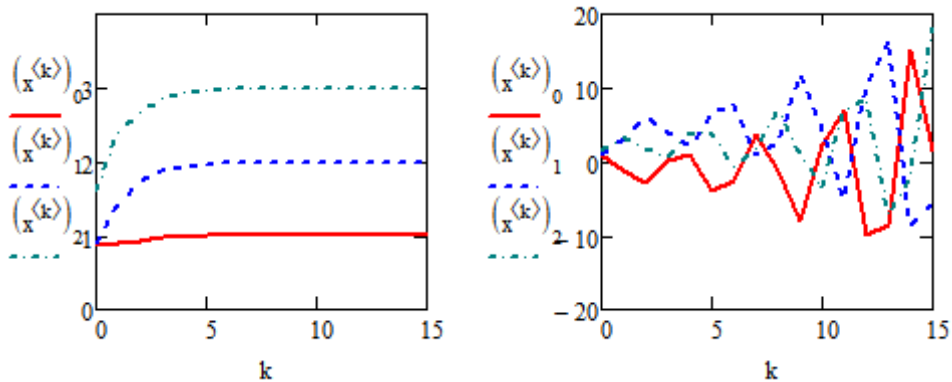 (x⟨k⟩)0 3
(x⟨k⟩)1 2
(x⟨k⟩)2 1
0
0 5 10 15
k
20
(x⟨k⟩)0 10
(x⟨k⟩)1 0
(x⟨k⟩)2 −10
−20
0 5 10 15
k